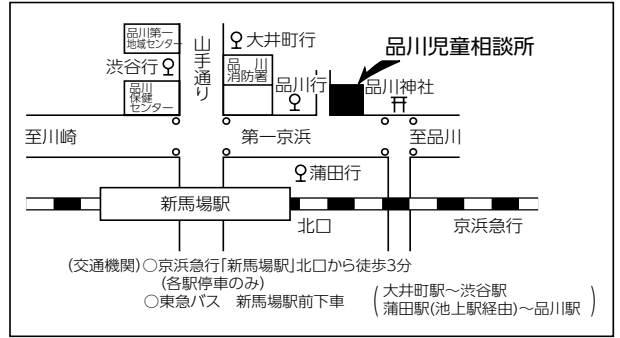 品川第一
地域センター
山手通り
大井町行
品川児童相談所
渋谷行
品川
消防署
品川行
品川神社
品川
保健
センター
至川崎
第一京浜
至品川
蒲田行
新馬場駅
北口
京浜急行
(交通機関)○京浜急行「新馬場駅」北口から徒歩3分
(各駅停車のみ)
○東急バス 新馬場駅前下車
(大井町駅～渋谷駅
蒲田駅(池上駅経由)～品川駅)